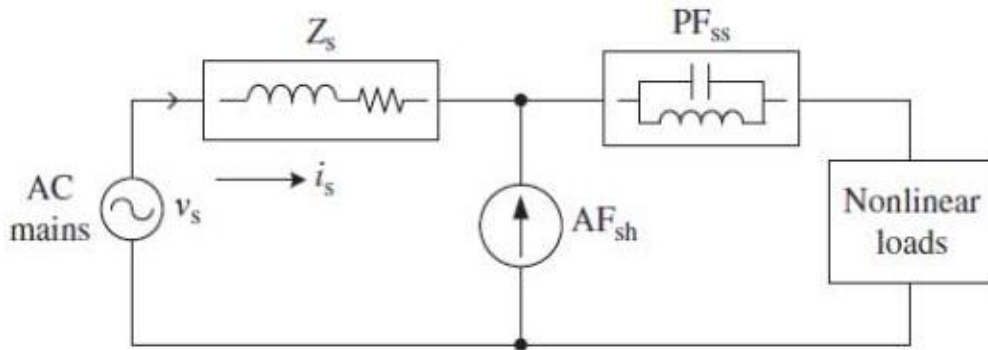 Z_s
PF_ss
AC
mains
v_s
i_s
AF_sh
Nonlinear
loads